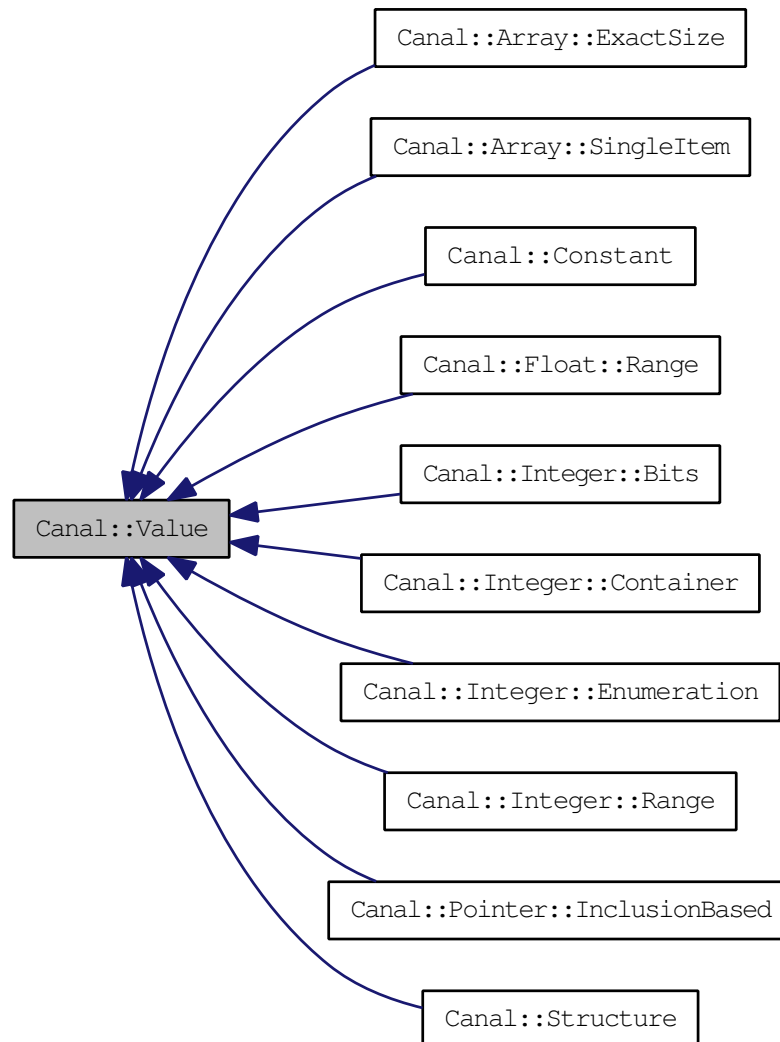 Canal::Array::ExactSize
Canal::Array::SingleItem
Canal::Constant
Canal::Float::Range
Canal::Integer::Bits
Canal::Value
Canal::Integer::Container
Canal::Integer::Enumeration
Canal::Integer::Range
Canal::Pointer::InclusionBased
Canal::Structure